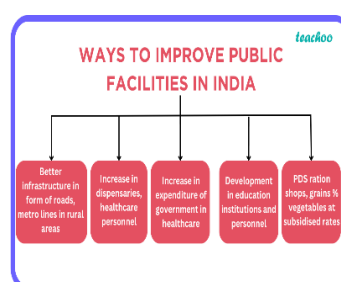 teachoo
WAYS TO IMPROVE PUBLIC
FACILITIES IN INDIA
Better
infrastructure in
form of roads,
metro lines in rural
areas
Increase in
dispensaries,
healthcare
personnel
Increase in
expenditure of
government in
healthcare
Development
in education
institutions and
personnel
PDS ration
shops, grains %
vegetables at
subsidised rates